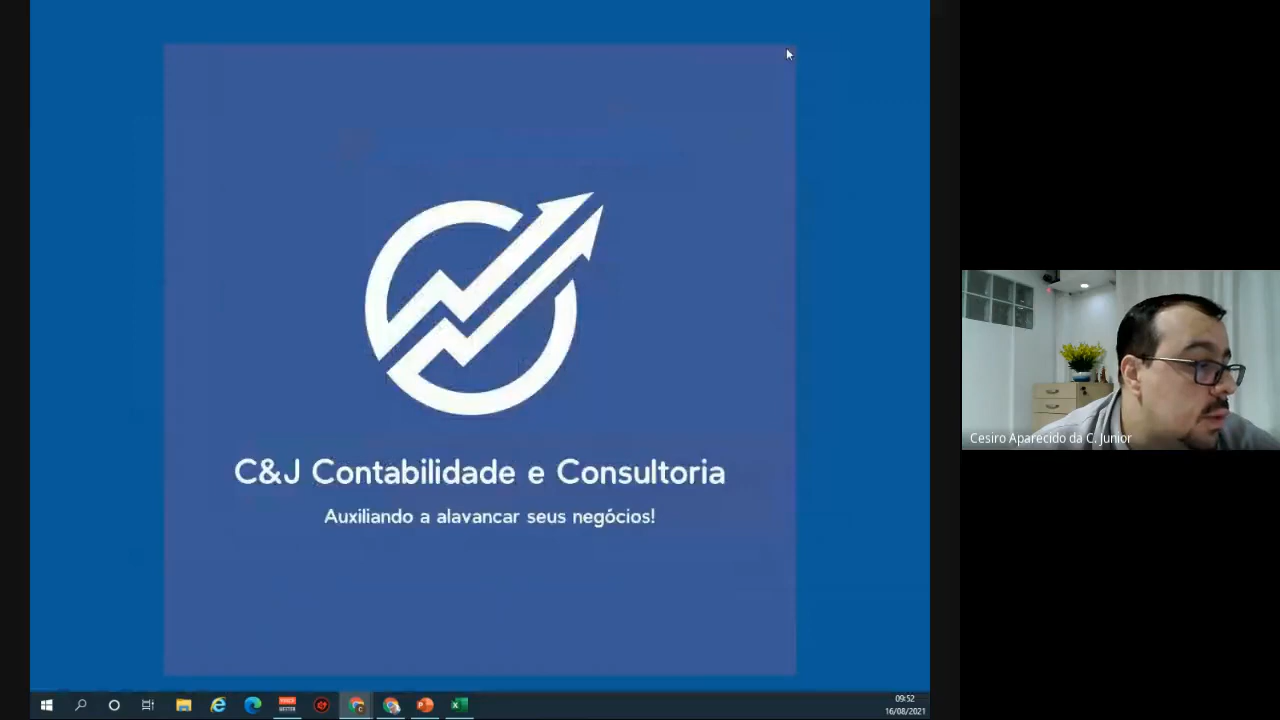 C&J Contabilidade e Consultoria
Auxiliando a alavancar seus negócios!
Cesiro Aparecido da C. Junior
09:52
16/08/2021